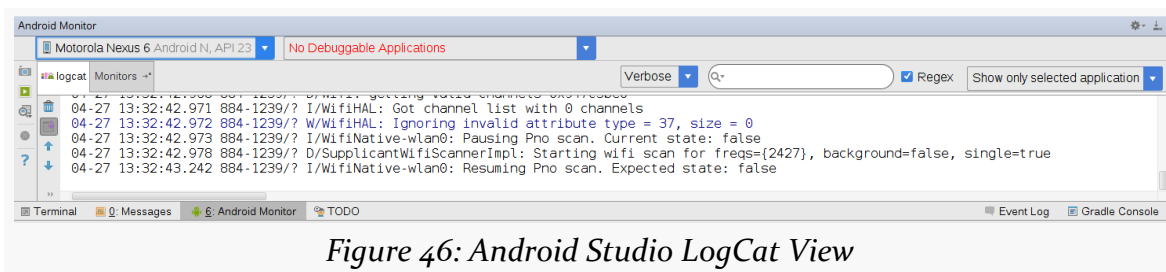 Android Monitor
Motorola Nexus 6 Android N, API 23 No Debuggable Applications
logcat Monitors Verbose Regex Show only selected application
04-27 13:32:42.971 884-1239/? I/WifiHAL: Got channel list with 0 channels
04-27 13:32:42.972 884-1239/? W/WifiHAL: Ignoring invalid attribute type = 37, size = 0
04-27 13:32:42.973 884-1239/? I/WifiNative-wlan0: Pausing Pno scan. Current state: false
04-27 13:32:42.978 884-1239/? D/SupplicantWifiScannerImpl: Starting wifi scan for freqs={2427}, background=false, single=true
04-27 13:32:43.242 884-1239/? I/WifiNative-wlan0: Resuming Pno scan. Expected state: false
Terminal 0: Messages 6: Android Monitor TODO Event Log Gradle Console
Figure 46: Android Studio LogCat View